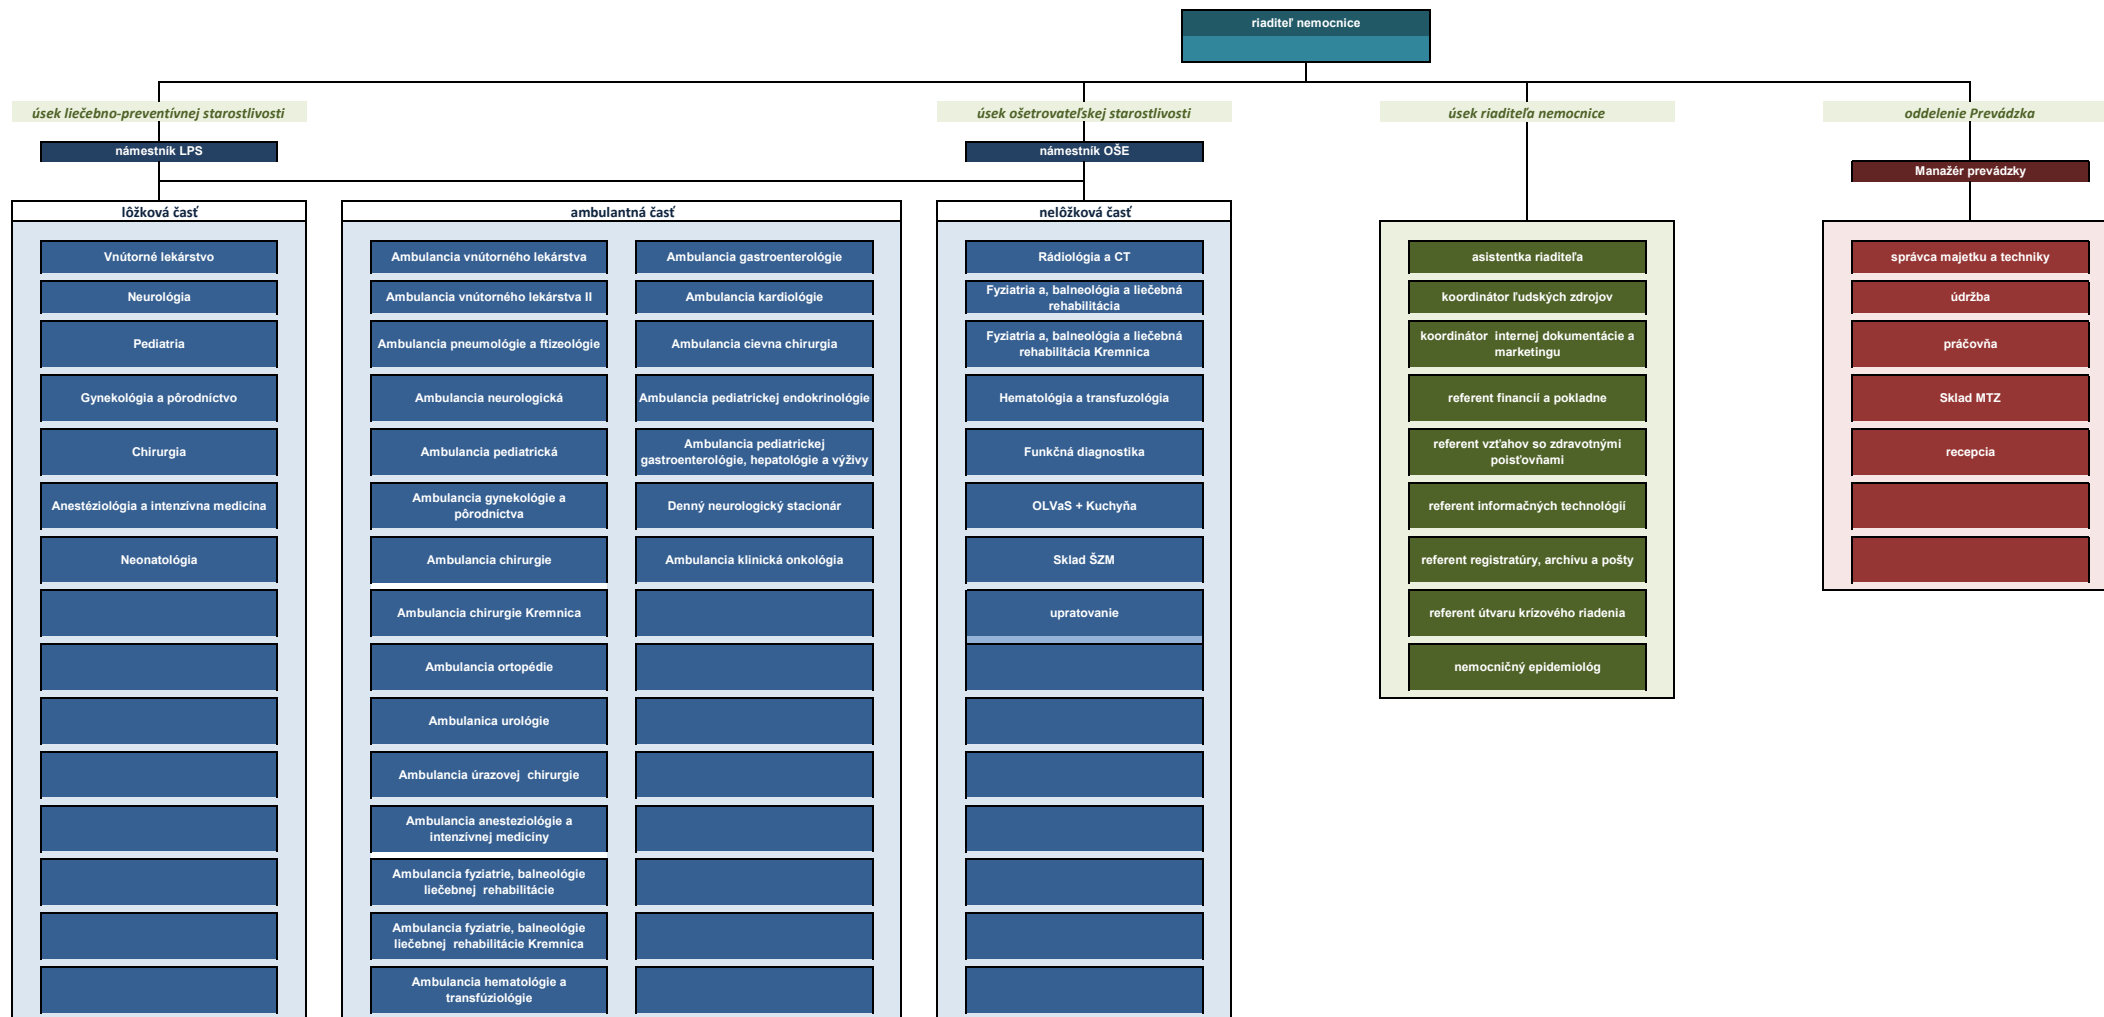 riaditeľ nemocnice
úsek liečebno-preventívnej starostlivosti
úsek ošetrovateľskej starostlivosti
úsek riaditeľa nemocnice
oddelenie Prevádzka
námestník LPS
námestník OŠE
Manažér prevádzky
lôžková časť
Vnútorné lekárstvo
Neurológia
Pediatria
Gynekológia a pôrodníctvo
Chirurgia
Anestéziológia a intenzívna medicína
Neonatológia
ambulantná časť
Ambulancia vnútorného lekárstva
Ambulancia vnútorného lekárstva II
Ambulancia pneumológie a ftizeológie
Ambulancia neurologická
Ambulancia pediatrická
Ambulancia gynekológie a
pôrodníctva
Ambulancia chirurgie
Ambulancia chirurgie Kremnica
Ambulancia ortopédie
Ambulanica urológie
Ambulancia úrazovej  chirurgie
Ambulancia anesteziológie a
intenzívnej medicíny
Ambulancia fyziatrie, balneológie
liečebnej  rehabilitácie
Ambulancia fyziatrie, balneológie
liečebnej  rehabilitácie Kremnica
Ambulancia hematológie a
transfúziológie
Ambulancia gastroenterológie
Ambulancia kardiológie
Ambulancia cievna chirurgia
Ambulancia pediatrickej endokrinológie
Ambulancia pediatrickej
gastroenterológie, hepatológie a výživy
Denný neurologický stacionár
Ambulancia klinická onkológia
nelôžková časť
Rádiológia a CT
Fyziatria a, balneológia a liečebná
rehabilitácia
Fyziatria a, balneológia a liečebná
rehabilitácia Kremnica
Hematológia a transfuzológia
Funkčná diagnostika
OLVaS + Kuchyňa
Sklad ŠZM
upratovanie
asistentka riaditeľa
koordinátor ľudských zdrojov
koordinátor  internej dokumentácie a
marketingu
referent financií a pokladne
referent vzťahov so zdravotnými
poisťovňami
referent informačných technológií
referent registratúry, archívu a pošty
referent útvaru krízového riadenia
nemocničný epidemiológ
správca majetku a techniky
údržba
práčovňa
Sklad MTZ
recepcia